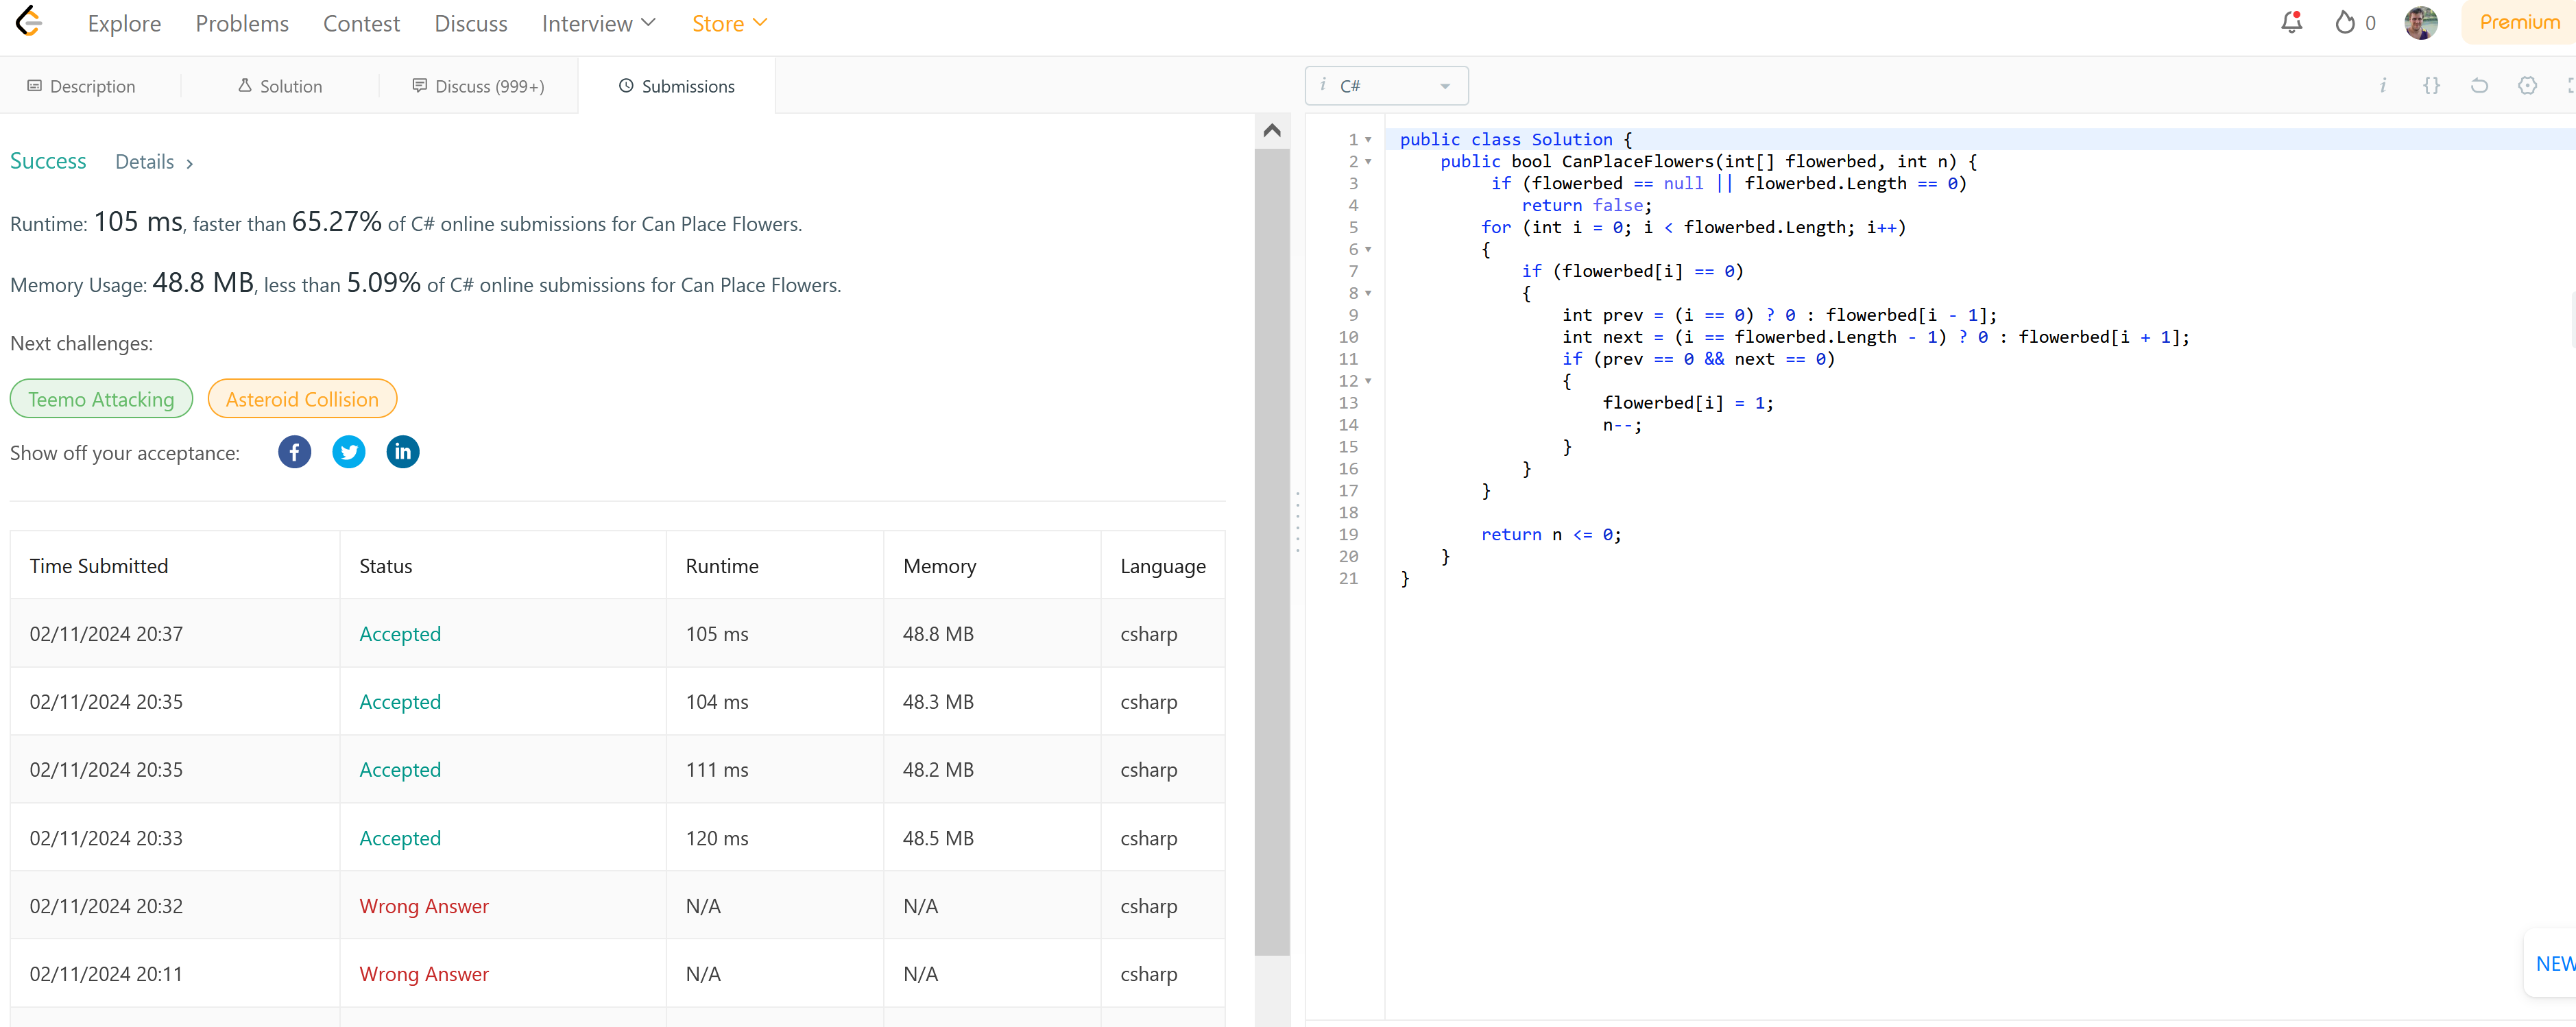 Explore Problems Contest Discuss Interview Store 0 Premium
Description Solution Discuss (999+) Submissions
i C# i {}
Success Details >
Runtime: 105 ms, faster than 65.27% of C# online submissions for Can Place Flowers.
Memory Usage: 48.8 MB, less than 5.09% of C# online submissions for Can Place Flowers.
Next challenges:
Teemo Attacking Asteroid Collision
Show off your acceptance: f in
Time Submitted Status Runtime Memory Language
02/11/2024 20:37 Accepted 105 ms 48.8 MB csharp
02/11/2024 20:35 Accepted 104 ms 48.3 MB csharp
02/11/2024 20:35 Accepted 111 ms 48.2 MB csharp
02/11/2024 20:33 Accepted 120 ms 48.5 MB csharp
02/11/2024 20:32 Wrong Answer N/A N/A csharp
02/11/2024 20:11 Wrong Answer N/A N/A csharp
1 public class Solution {
2 public bool CanPlaceFlowers(int[] flowerbed, int n) {
3 if (flowerbed == null || flowerbed.Length == 0)
4 return false;
5 for (int i = 0; i < flowerbed.Length; i++)
6 {
7 if (flowerbed[i] == 0)
8 {
9 int prev = (i == 0) ? 0 : flowerbed[i - 1];
10 int next = (i == flowerbed.Length - 1) ? 0 : flowerbed[i + 1];
11 if (prev == 0 && next == 0)
12 {
13 flowerbed[i] = 1;
14 n--;
15 }
16 }
17 }
18
19 return n <= 0;
20 }
21 }
NEW